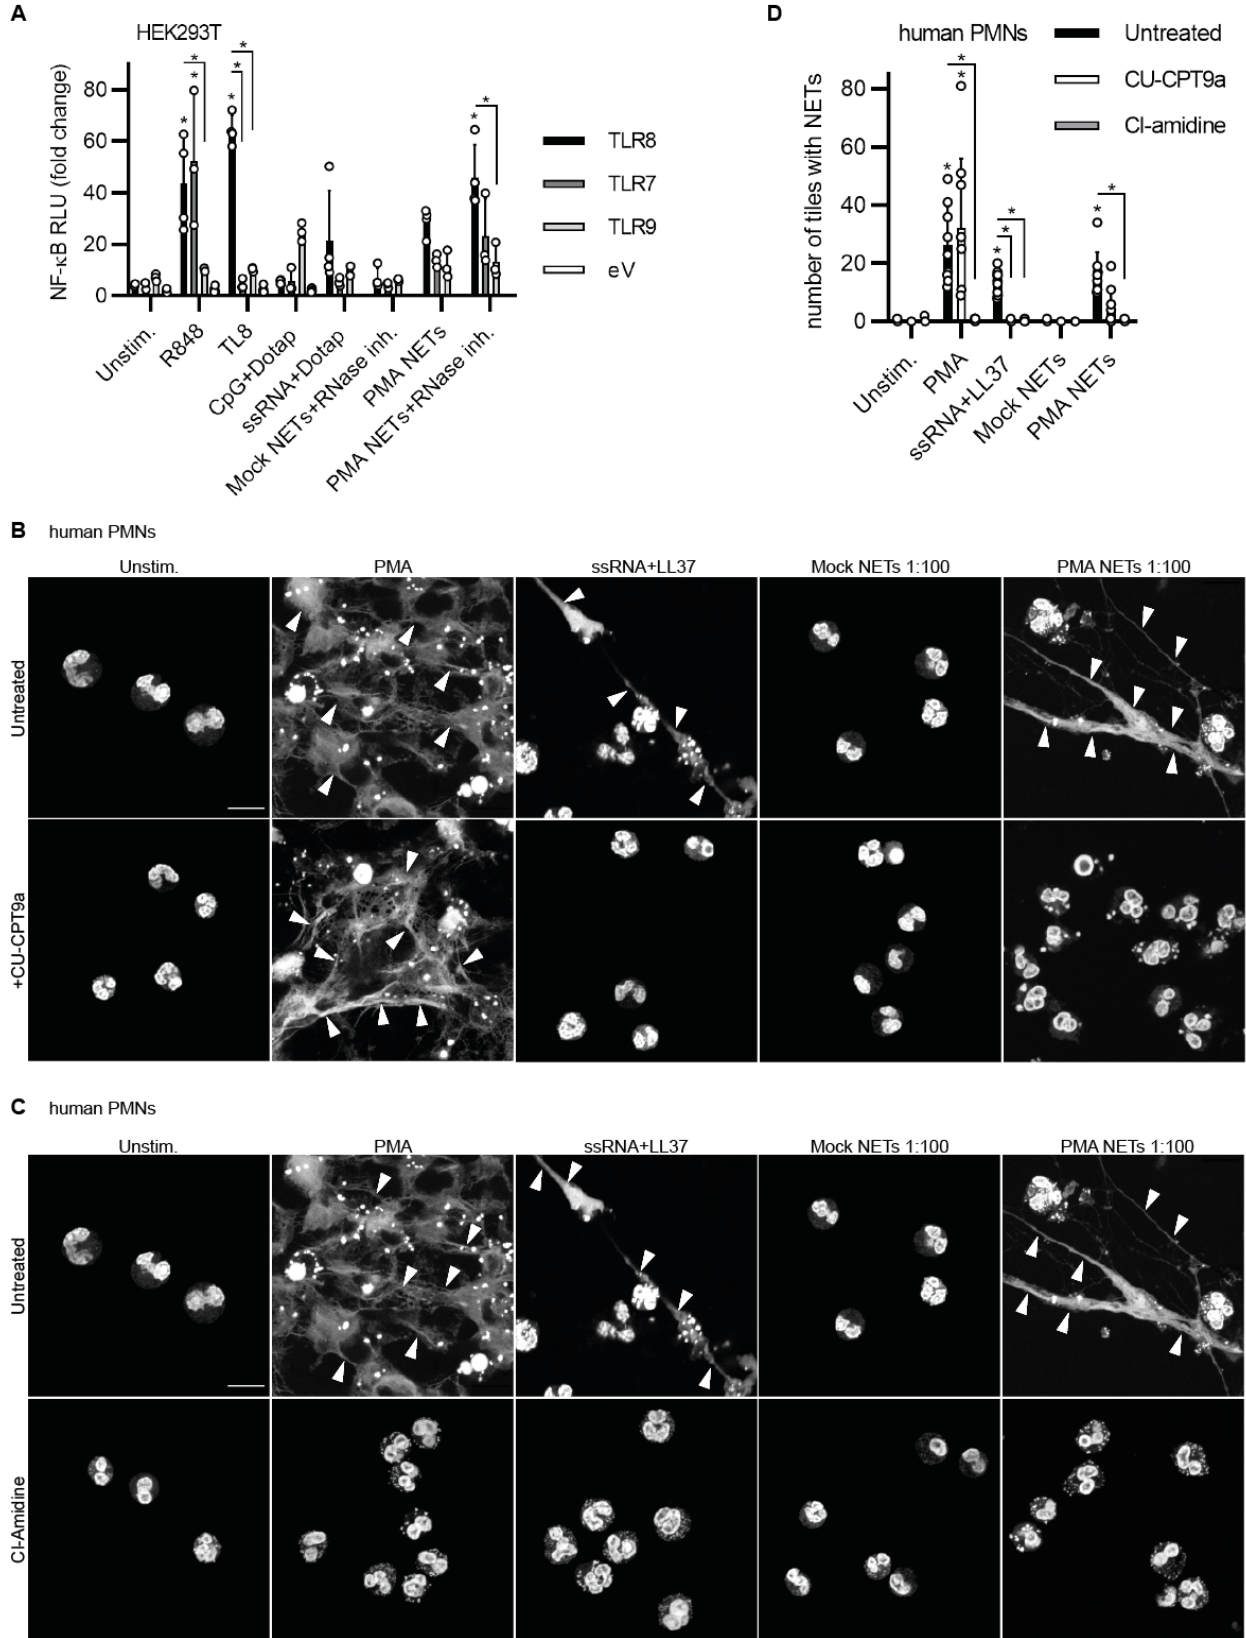 A
HEK293T
NF-κB RLU (fold change)
80
60
40
20
0
* * * * * * * *
Unstim.
R848
TL8
CpG+Dotap
ssRNA+Dotap
Mock NETs+RNase inh.
PMA NETs
PMA NETs+RNase inh.
TLR8
TLR7
TLR9
eV
D
human PMNs
number of tiles with NETs
80
60
40
20
0
* * * * * * * *
Unstim.
PMA
ssRNA+LL37
Mock NETs
PMA NETs
Untreated
CU-CPT9a
Cl-amidine
B human PMNs
Unstim. PMA ssRNA+LL37 Mock NETs 1:100 PMA NETs 1:100
Untreated
+CU-CPT9a
C human PMNs
Unstim. PMA ssRNA+LL37 Mock NETs 1:100 PMA NETs 1:100
Untreated
Cl-Amidine